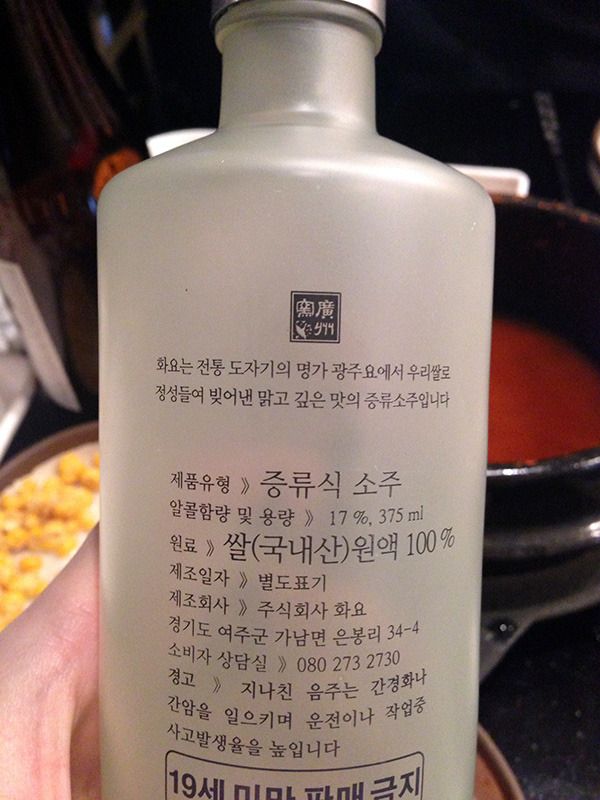 화요는 전통 도자기의 명가 광주요에서 우리쌀로
정성들여 빚어낸 맑고 깊은 맛의 증류소주입니다
제품유형 》 증류식 소주
알콜함량 및 용량 》 17 %, 375 ml
원료 》 쌀(국내산)원액 100 %
제조일자 》 별도표기
제조회사 》 주식회사 화요
경기도 여주군 가남면 은봉리 34-4
소비자 상담실 》 080 273 2730
경고 》 지나친 음주는 간경화나
간암을 일으키며 운전이나 작업중
사고발생율을 높입니다
19세 미만 판매 금지